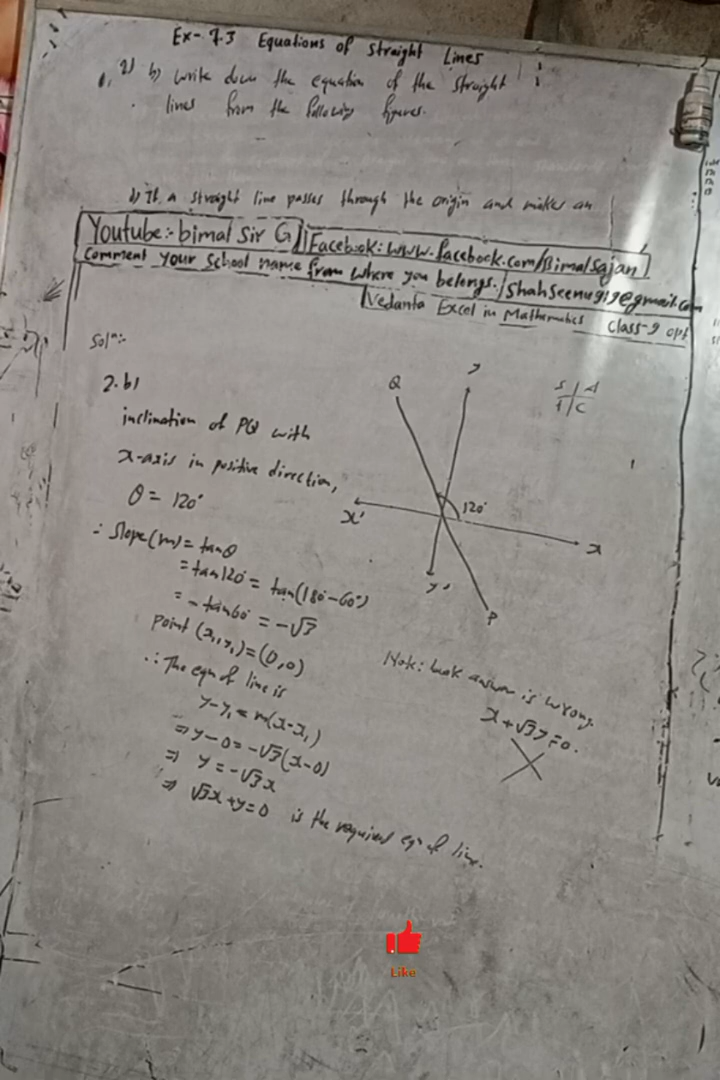 Ex- 7.3 Equations of Straight Lines
2) b) Write down the equation of the straight
lines from the following figures.
d) If a straight line passes through the origin and makes an
Youtube:- bimal sir G
Facebook: www.facebook.com/Bimalsajan
Comment your School name from where you belongs.
Shahseenu919@gmail.com
Vedanta Excel in Mathematics Class-9 opt
Solⁿ:-
2. b)
inclination of PQ with
x-axis in positive direction,
θ = 120°
∴ Slope(m) = tanθ
= tan120° = tan(180°-60°)
= -tan60° = -√3
Point (x₁,y₁) = (0,0)
∴ The eqn of line is
y-y₁ = m(x-x₁)
⇒ y-0 = -√3(x-0)
⇒ y = -√3x
⇒ √3x+y=0 is the required eqn of line.
Q
y
S A
T C
120°
x'
x
y'
P
Note: book answer is wrong.
x+√3y=0.
Like